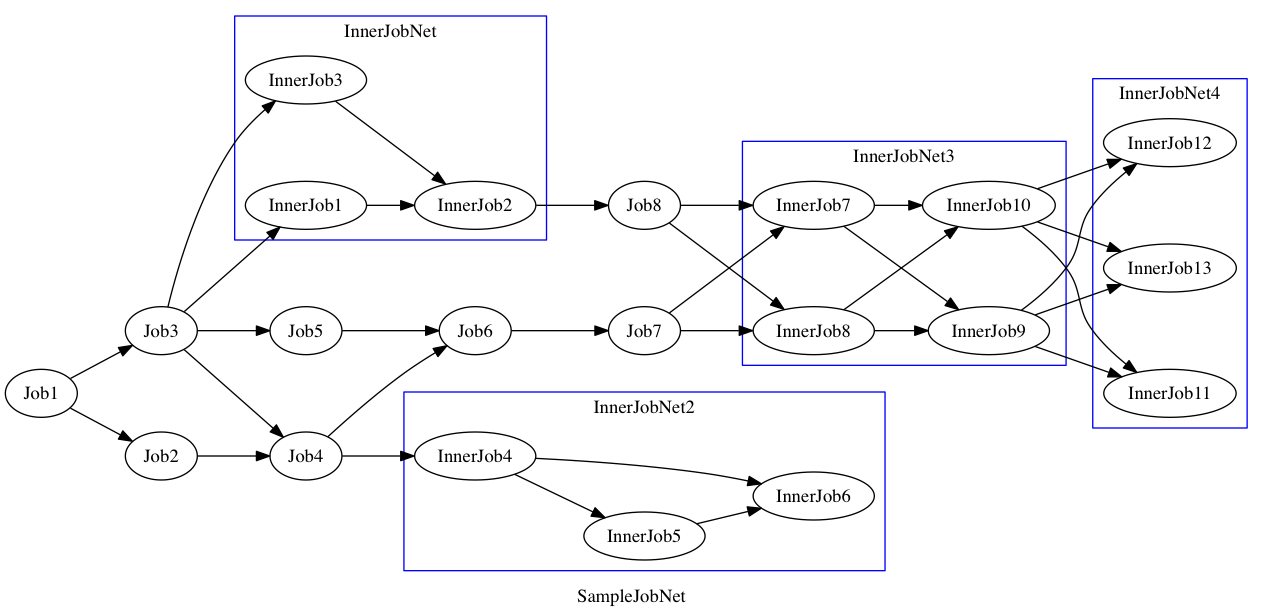 InnerJobNet
InnerJob3
InnerJobNet4
InnerJob12
InnerJobNet3
InnerJob1
InnerJob2
Job8
InnerJob7
InnerJob10
InnerJob13
Job3
Job5
Job6
Job7
InnerJob8
InnerJob9
Job1
InnerJob11
InnerJobNet2
Job2
Job4
InnerJob4
InnerJob6
InnerJob5
SampleJobNet